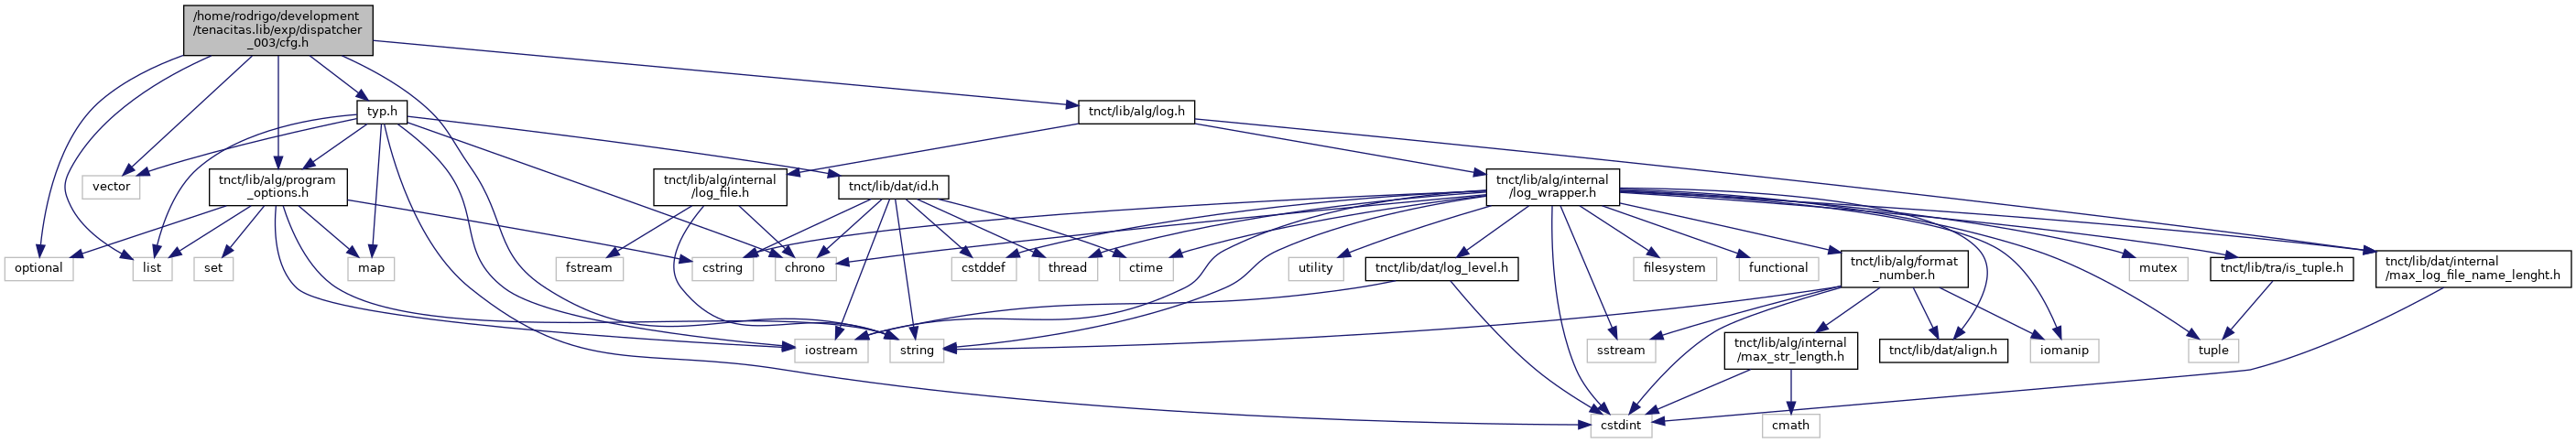 /home/rodrigo/development
/tenacitas.lib/exp/dispatcher
_003/cfg.h
typ.h
tnct/lib/alg/log.h
vector
tnct/lib/alg/program
_options.h
tnct/lib/alg/internal
/log_file.h
tnct/lib/dat/id.h
tnct/lib/alg/internal
/log_wrapper.h
optional
list
set
map
fstream
cstring
chrono
cstddef
thread
ctime
utility
tnct/lib/dat/log_level.h
filesystem
functional
tnct/lib/alg/format
_number.h
mutex
tnct/lib/tra/is_tuple.h
tnct/lib/dat/internal
/max_log_file_name_lenght.h
iostream
string
sstream
tnct/lib/alg/internal
/max_str_length.h
tnct/lib/dat/align.h
iomanip
tuple
cstdint
cmath